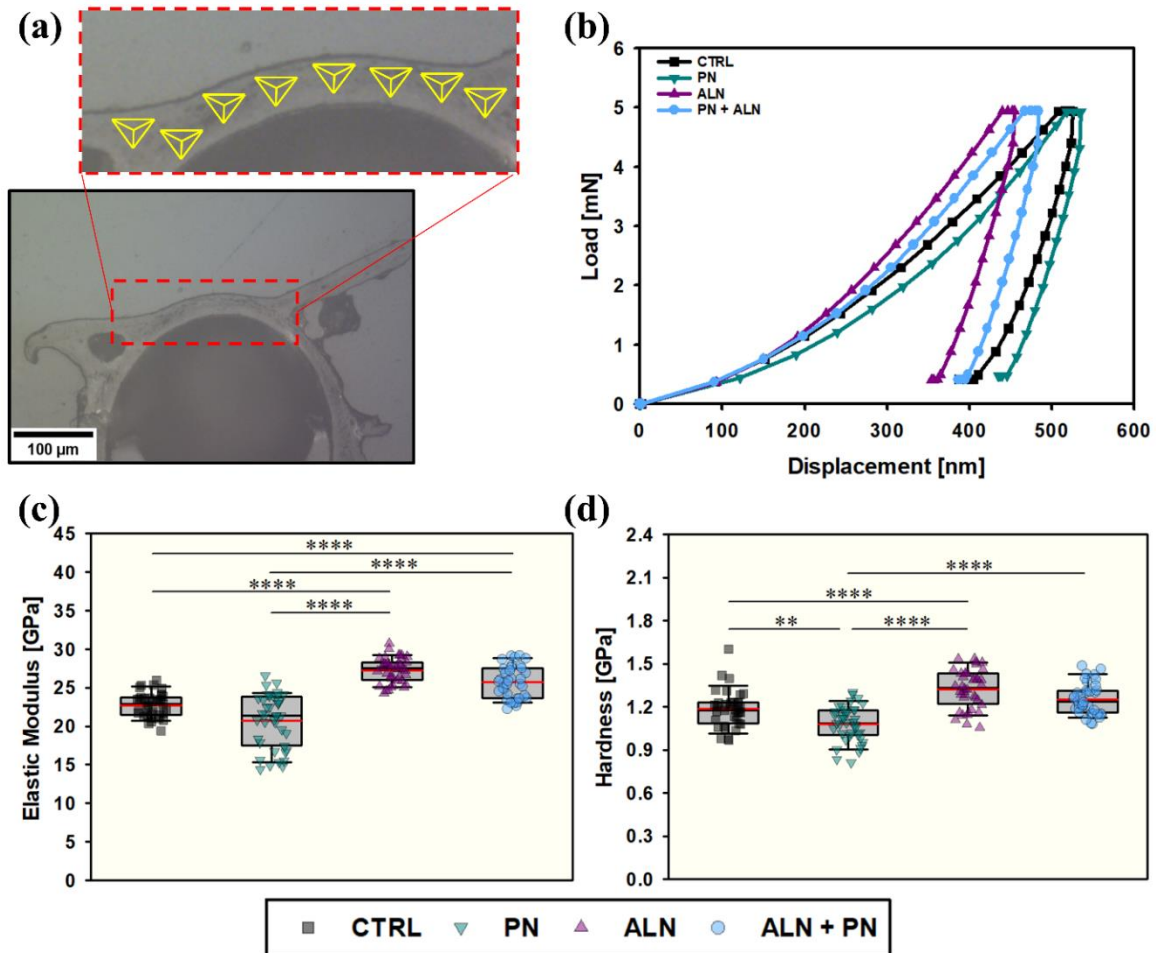 (a)
100 µm
(b)
6
5
4
3
2
1
0
Load [mN]
CTRL
PN
ALN
PN + ALN
0 100 200 300 400 500 600
Displacement [nm]
(c)
45
40
35
30
25
20
15
10
5
0
Elastic Modulus [GPa]
****
****
****
****
(d)
2.4
2.1
1.8
1.5
1.2
0.9
0.6
0.3
0.0
Hardness [GPa]
****
****
** ****
CTRL PN ALN ALN + PN